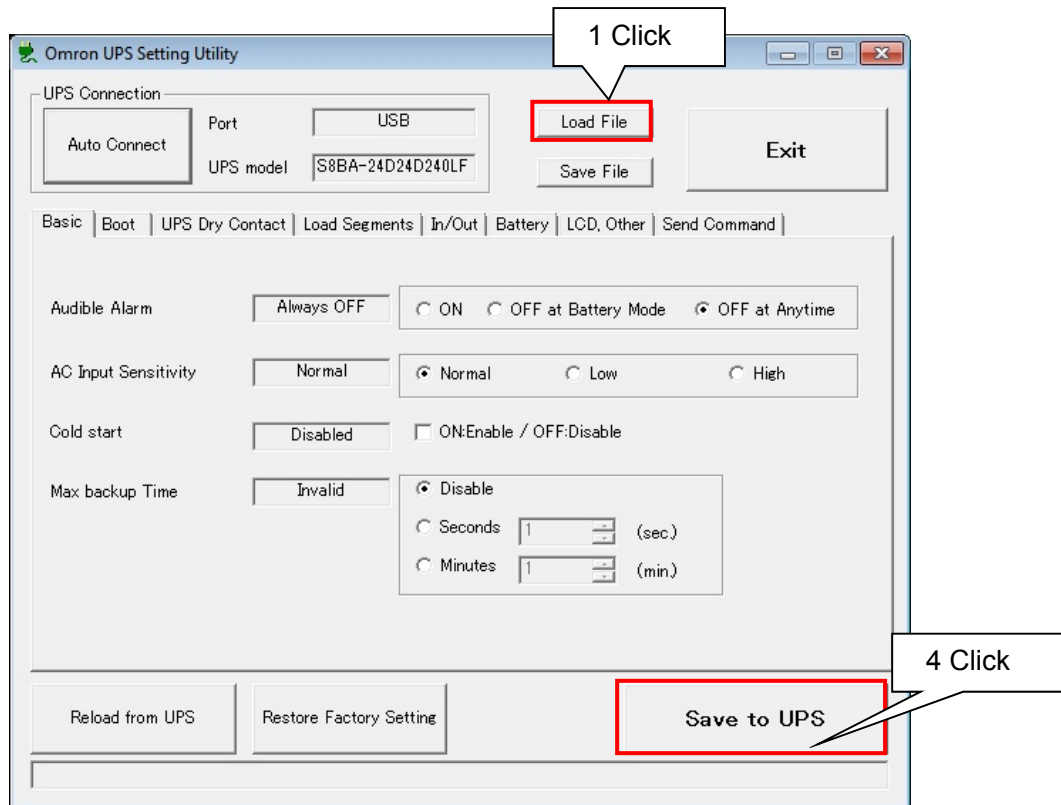 1 Click
Omron UPS Setting Utility
UPS Connection
Auto Connect
Port
USB
UPS model
S8BA-24D24D240LF
Load File
Save File
Exit
Basic Boot UPS Dry Contact Load Segments In/Out Battery LCD, Other Send Command
Audible Alarm Always OFF ON OFF at Battery Mode OFF at Anytime
AC Input Sensitivity Normal Normal Low High
Cold start Disabled ON:Enable / OFF:Disable
Max backup Time Invalid Disable
Seconds 1 (sec.)
Minutes 1 (min.)
4 Click
Reload from UPS Restore Factory Setting Save to UPS